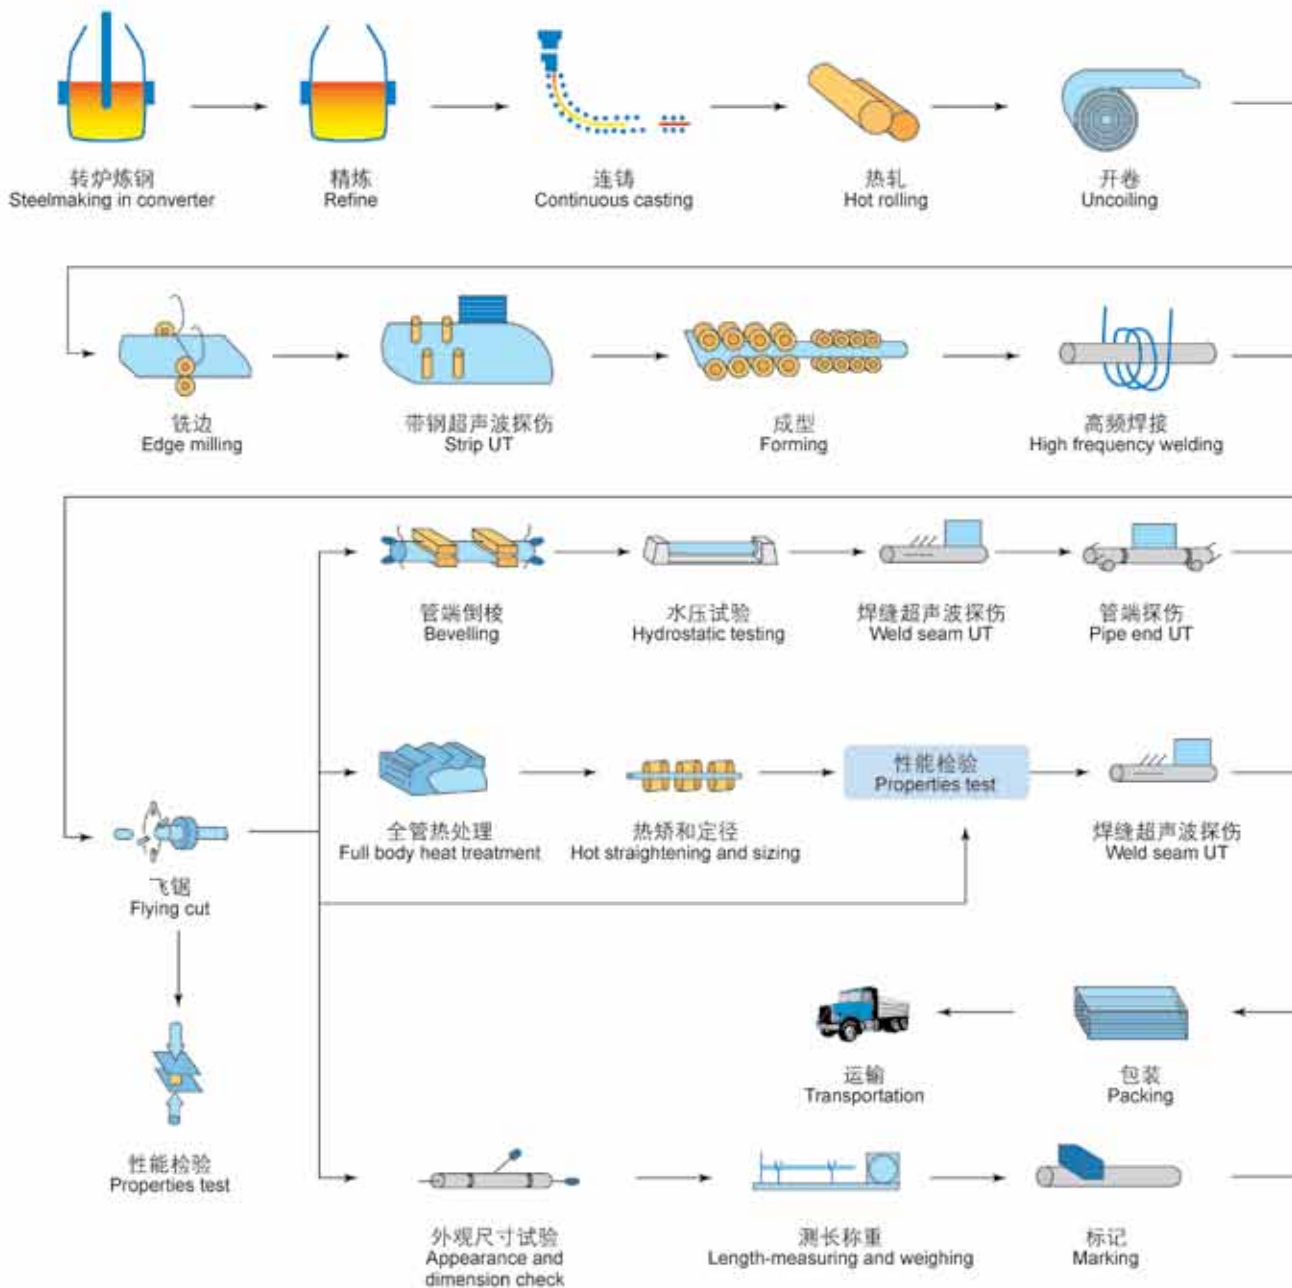 转炉炼钢
Steelmaking in converter
精炼
Refine
连铸
Continuous casting
热轧
Hot rolling
开卷
Uncoiling
铣边
Edge milling
带钢超声波探伤
Strip UT
成型
Forming
高频焊接
High frequency welding
管端倒棱
Bevelling
水压试验
Hydrostatic testing
焊缝超声波探伤
Weld seam UT
管端探伤
Pipe end UT
全管热处理
Full body heat treatment
热矫和定径
Hot straightening and sizing
性能检验
Properties test
焊缝超声波探伤
Weld seam UT
飞锯
Flying cut
运输
Transportation
包装
Packing
性能检验
Properties test
外观尺寸试验
Appearance and
dimension check
测长称重
Length-measuring and weighing
标记
Marking